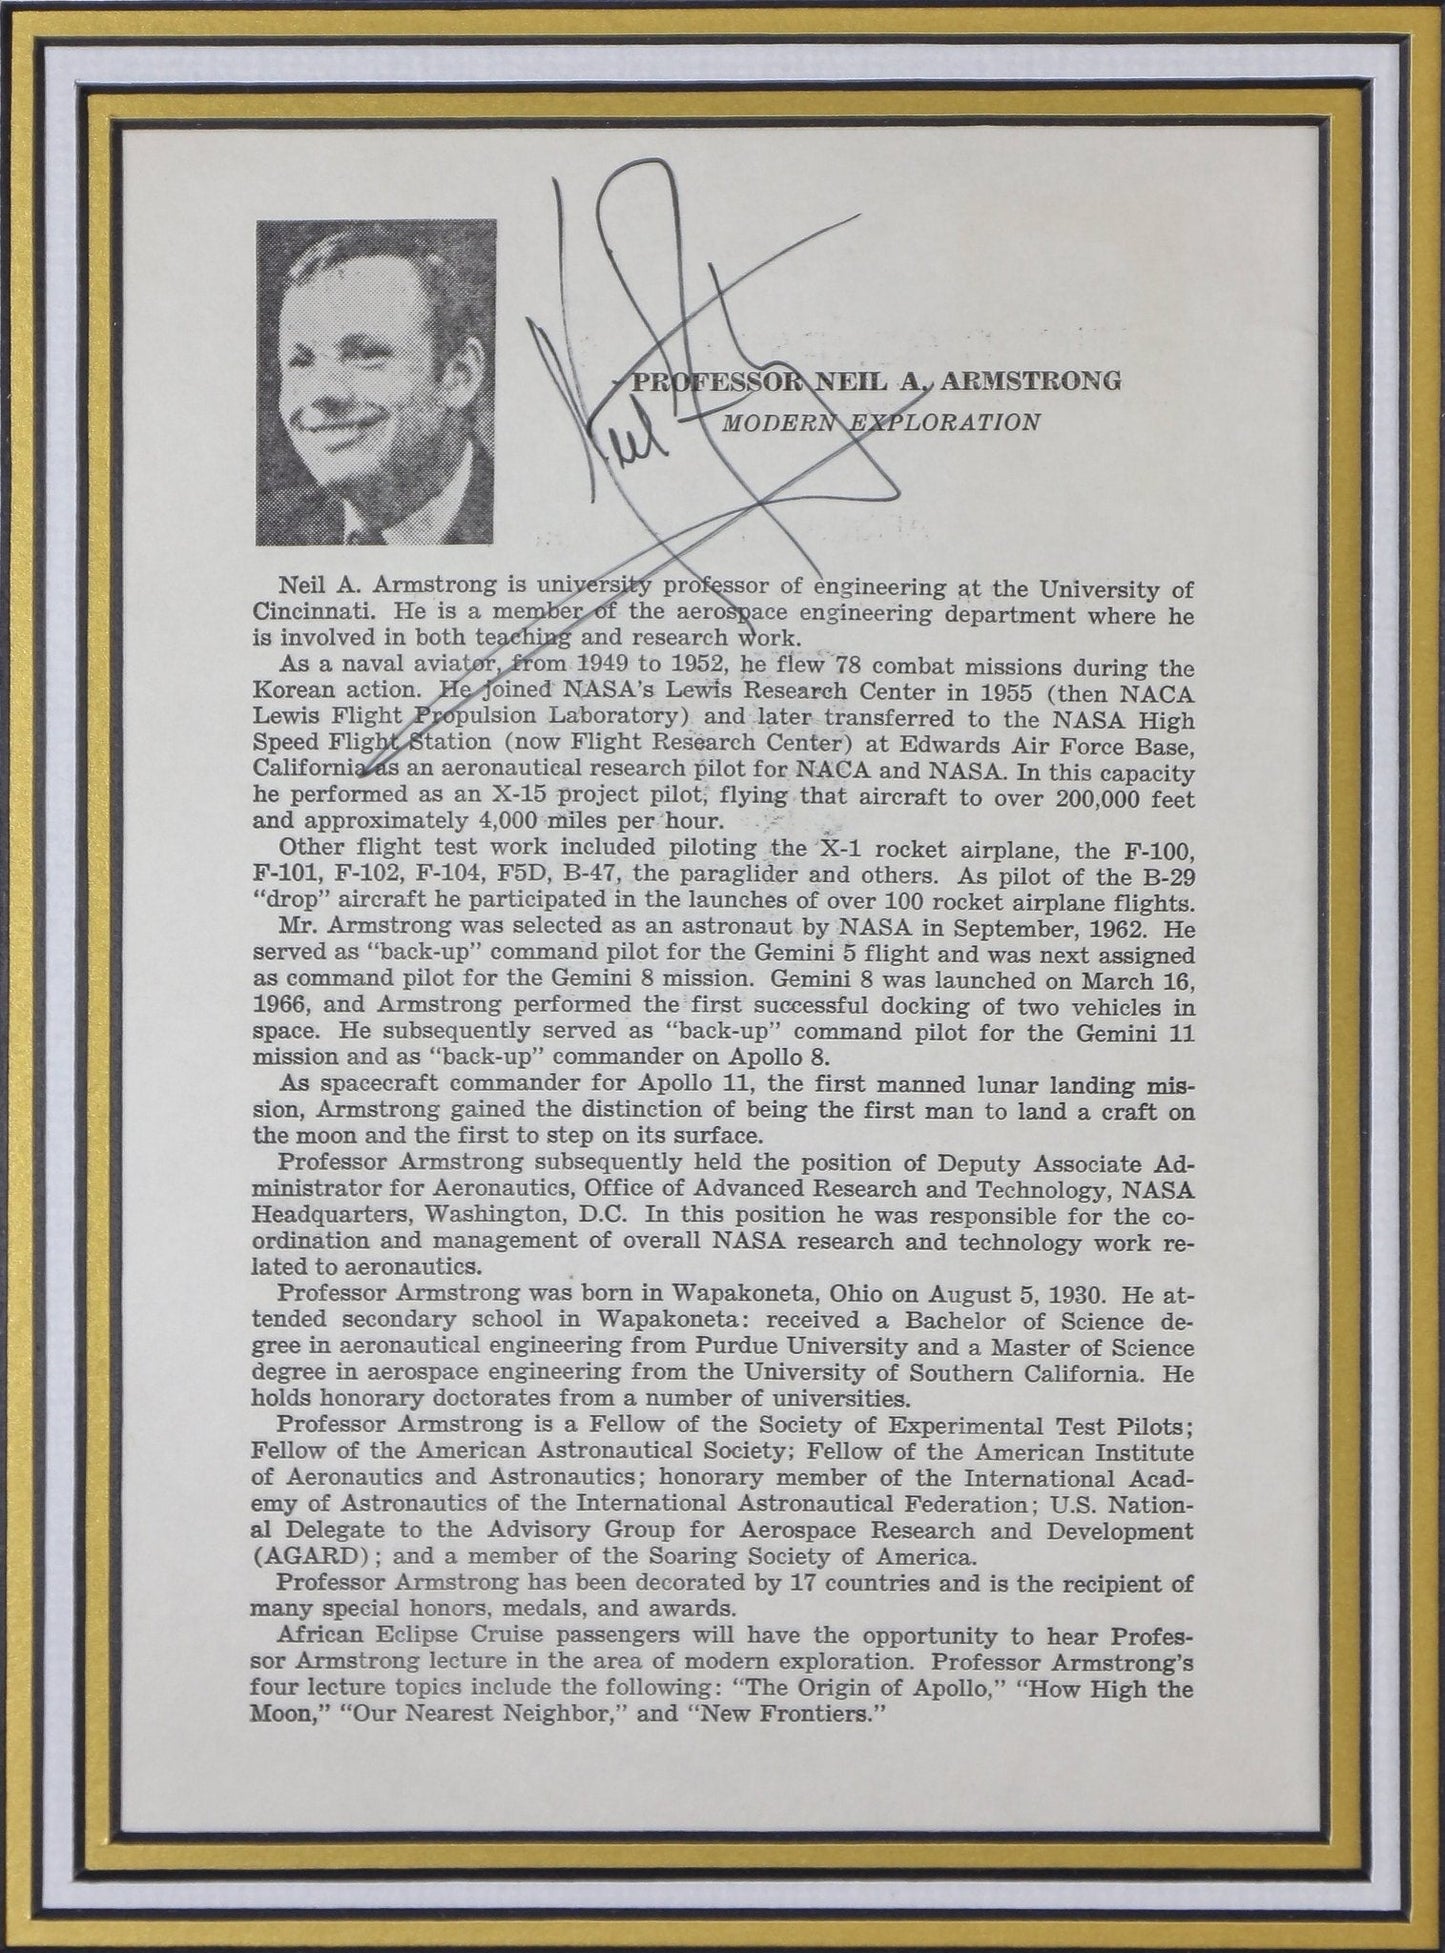 Neil Armstrong
PROFESSOR NEIL A. ARMSTRONG
MODERN EXPLORATION
Neil A. Armstrong is university professor of engineering at the University of
Cincinnati. He is a member of the aerospace engineering department where he
is involved in both teaching and research work.
As a naval aviator, from 1949 to 1952, he flew 78 combat missions during the
Korean action. He joined NASA's Lewis Research Center in 1955 (then NACA
Lewis Flight Propulsion Laboratory) and later transferred to the NASA High
Speed Flight Station (now Flight Research Center) at Edwards Air Force Base,
California as an aeronautical research pilot for NACA and NASA. In this capacity
he performed as an X-15 project pilot, flying that aircraft to over 200,000 feet
and approximately 4,000 miles per hour.
Other flight test work included piloting the X-1 rocket airplane, the F-100,
F-101, F-102, F-104, F5D, B-47, the paraglider and others. As pilot of the B-29
“drop” aircraft he participated in the launches of over 100 rocket airplane flights.
Mr. Armstrong was selected as an astronaut by NASA in September, 1962. He
served as “back-up” command pilot for the Gemini 5 flight and was next assigned
as command pilot for the Gemini 8 mission. Gemini 8 was launched on March 16,
1966, and Armstrong performed the first successful docking of two vehicles in
space. He subsequently served as “back-up” command pilot for the Gemini 11
mission and as “back-up” commander on Apollo 8.
As spacecraft commander for Apollo 11, the first manned lunar landing mis-
sion, Armstrong gained the distinction of being the first man to land a craft on
the moon and the first to step on its surface.
Professor Armstrong subsequently held the position of Deputy Associate Ad-
ministrator for Aeronautics, Office of Advanced Research and Technology, NASA
Headquarters, Washington, D.C. In this position he was responsible for the co-
ordination and management of overall NASA research and technology work re-
lated to aeronautics.
Professor Armstrong was born in Wapakoneta, Ohio on August 5, 1930. He at-
tended secondary school in Wapakoneta: received a Bachelor of Science de-
gree in aeronautical engineering from Purdue University and a Master of Science
degree in aerospace engineering from the University of Southern California. He
holds honorary doctorates from a number of universities.
Professor Armstrong is a Fellow of the Society of Experimental Test Pilots;
Fellow of the American Astronautical Society; Fellow of the American Institute
of Aeronautics and Astronautics; honorary member of the International Acad-
emy of Astronautics of the International Astronautical Federation; U.S. Nation-
al Delegate to the Advisory Group for Aerospace Research and Development
(AGARD); and a member of the Soaring Society of America.
Professor Armstrong has been decorated by 17 countries and is the recipient of
many special honors, medals, and awards.
African Eclipse Cruise passengers will have the opportunity to hear Profes-
sor Armstrong lecture in the area of modern exploration. Professor Armstrong's
four lecture topics include the following: “The Origin of Apollo,” “How High the
Moon,” “Our Nearest Neighbor,” and “New Frontiers.”